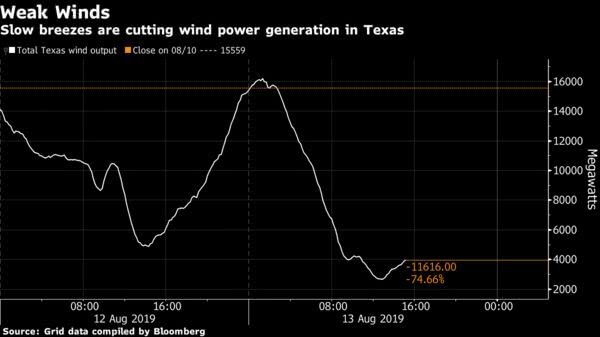 Weak Winds
Slow breezes are cutting wind power generation in Texas
Total Texas wind output Close on 08/10 ---- 15559
16000
14000
12000
10000
8000
6000
4000
2000
Megawatts
-11616.00
-74.66%
08:00 16:00 08:00 16:00 00:00
12 Aug 2019 13 Aug 2019
Source: Grid data compiled by Bloomberg